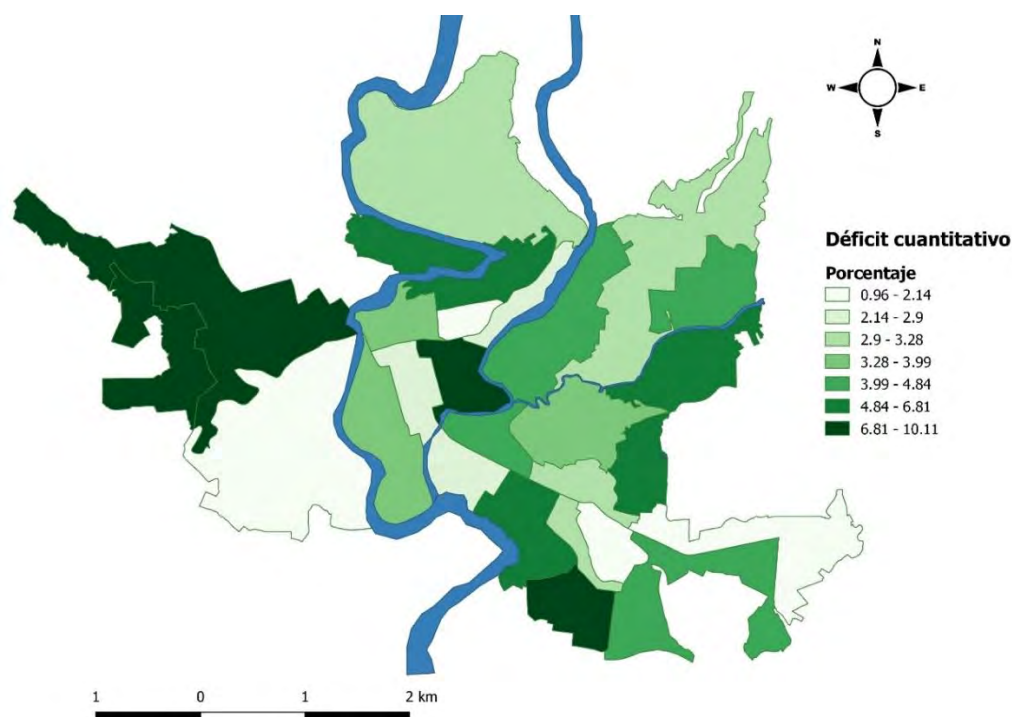 N
W E
S
Déficit cuantitativo
Porcentaje
0.96 - 2.14
2.14 - 2.9
2.9 - 3.28
3.28 - 3.99
3.99 - 4.84
4.84 - 6.81
6.81 - 10.11
1 0 1 2 km